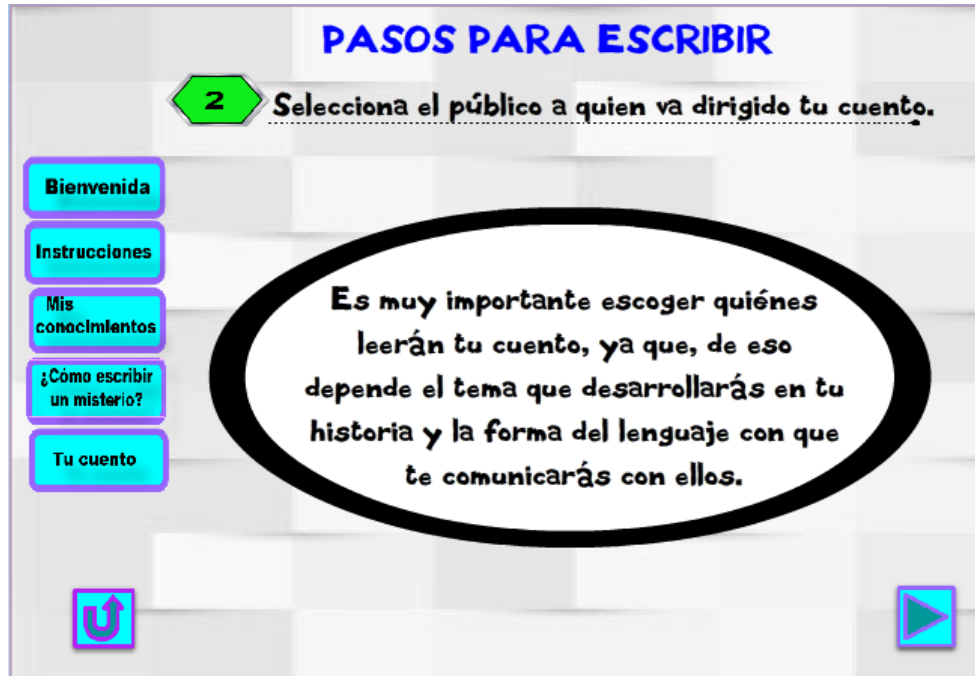 PASOS PARA ESCRIBIR
2
Selecciona el público a quien va dirigido tu cuento.
Bienvenida
Instrucciones
Mis
conocimientos
¿Cómo escribir
un misterio?
Tu cuento
Es muy importante escoger quiénes
leerán tu cuento, ya que, de eso
depende el tema que desarrollarás en tu
historia y la forma del lenguaje con que
te comunicarás con ellos.